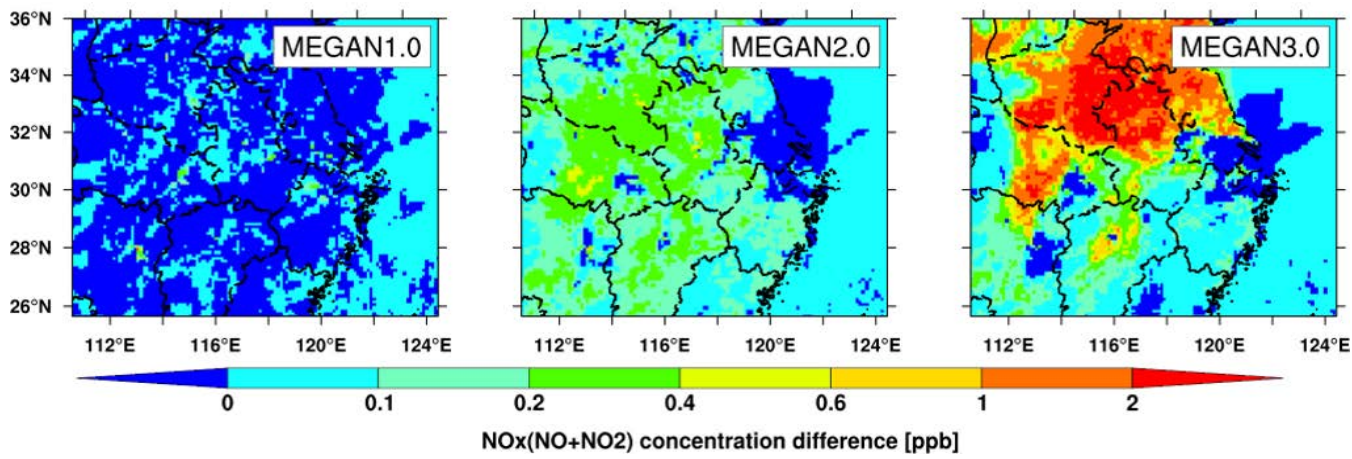 36°N
34°N
32°N
30°N
28°N
26°N
MEGAN1.0
MEGAN2.0
MEGAN3.0
112°E 116°E 120°E 124°E
112°E 116°E 120°E 124°E
112°E 116°E 120°E 124°E
0 0.1 0.2 0.4 0.6 1 2
NOx(NO+NO2) concentration difference [ppb]